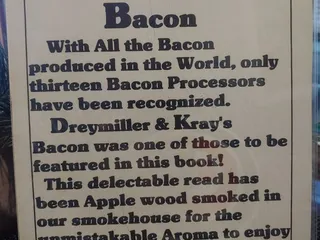 Bacon
With All the Bacon
produced in the World, only
thirteen Bacon Processors
have been recognized.
Dreymiller & Kray's
Bacon was one of those to be
featured in this book!
This delectable read has
been Apple wood smoked in
our smokehouse for the
unmistakable Aroma to enjoy